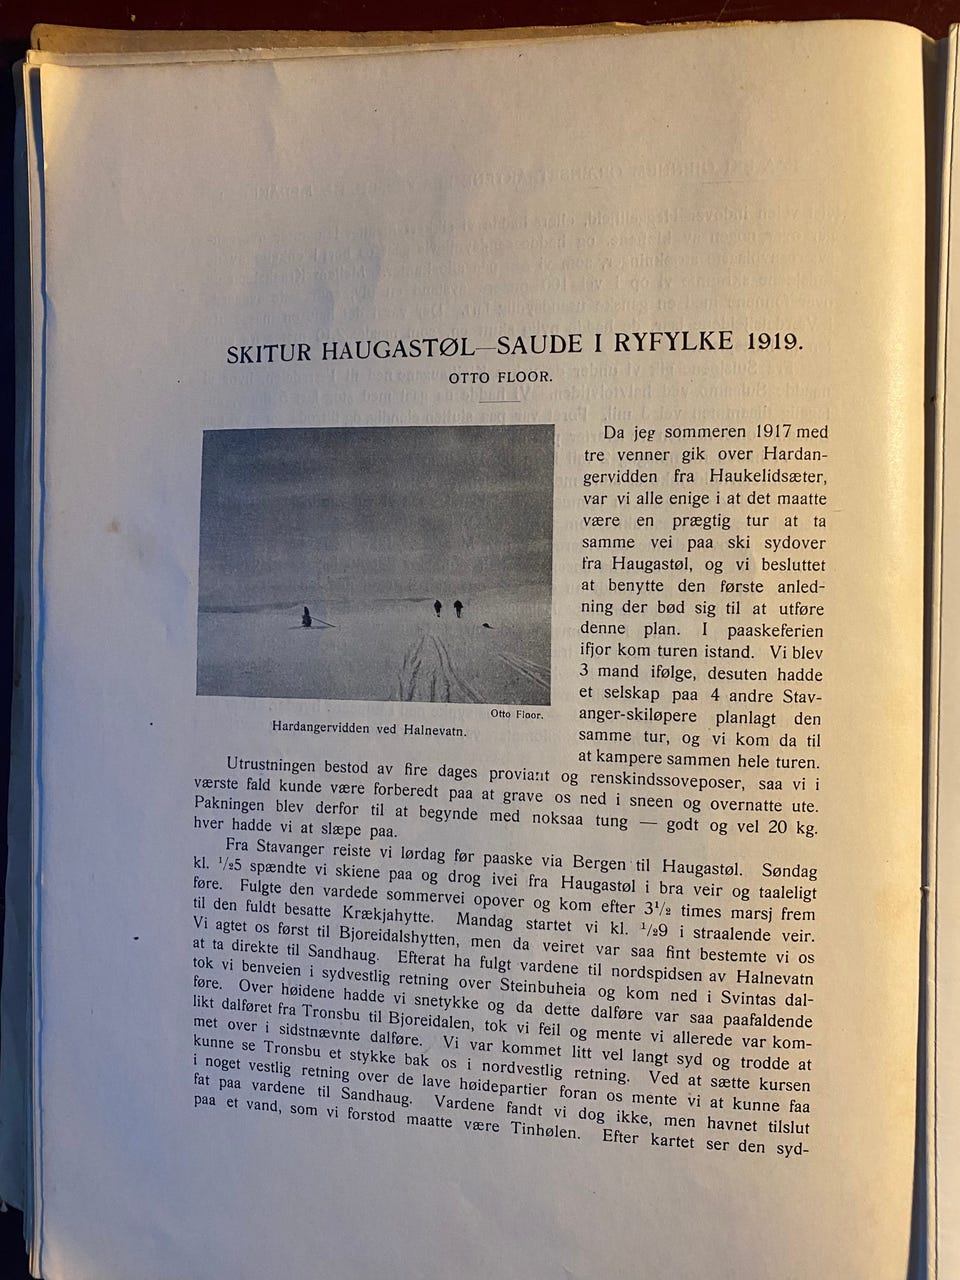 SKITUR HAUGASTØL—SAUDE I RYFYLKE 1919.
OTTO FLOOR.
Otto Floor.
Hardangervidden ved Halnevatn.
Da jeg sommeren 1917 med
tre venner gik over Hardan-
gervidden fra Haukelidsæter,
var vi alle enige i at det maatte
være en prægtig tur at ta
samme vei paa ski sydover
fra Haugastøl, og vi besluttet
at benytte den første anled-
ning der bød sig til at utføre
denne plan. I paaskeferien
ifjor kom turen istand. Vi blev
3 mand ifølge, desuten hadde
et selskap paa 4 andre Stav-
anger-skiløpere planlagt den
samme tur, og vi kom da til
at kampere sammen hele turen.
Utrustningen bestod av fire dages proviant og renskindssoveposer, saa vi i
værste fald kunde være forberedt paa at grave os ned i sneen og overnatte ute.
Pakningen blev derfor til at begynde med noksaa tung — godt og vel 20 kg.
hver hadde vi at slæpe paa.
Fra Stavanger reiste vi lørdag før paaske via Bergen til Haugastøl. Søndag
kl. ½5 spændte vi skiene paa og drog ivei fra Haugastøl i bra veir og taaleligt
føre. Fulgte den vardede sommervei opover og kom efter 3½ times marsj frem
til den fuldt besatte Krækjahytte. Mandag startet vi kl. ½9 i straalende veir.
Vi agtet os først til Bjoreidalshytten, men da veiret var saa fint bestemte vi os
at ta direkte til Sandhaug. Efterat ha fulgt vardene til nordspidsen av Halnevatn
tok vi benveien i sydvestlig retning over Steinbuheia og kom ned i Svintas dal-
føre. Over høidene hadde vi snetykke og da dette dalføre var saa paafaldende
likt dalføret fra Tronsbu til Bjoreidalen, tok vi feil og mente vi allerede var kom-
met over i sidstnævnte dalføre. Vi var kommet litt vel langt syd og trodde at
kunne se Tronsbu et stykke bak os i nordvestlig retning. Ved at sætte kursen
i noget vestlig retning over de lave høidepartier foran os mente vi at kunne faa
fat paa vardene til Sandhaug. Vardene fandt vi dog ikke, men havnet tilslut
paa et vand, som vi forstod maatte være Tinhølen. Efter kartet ser den syd-